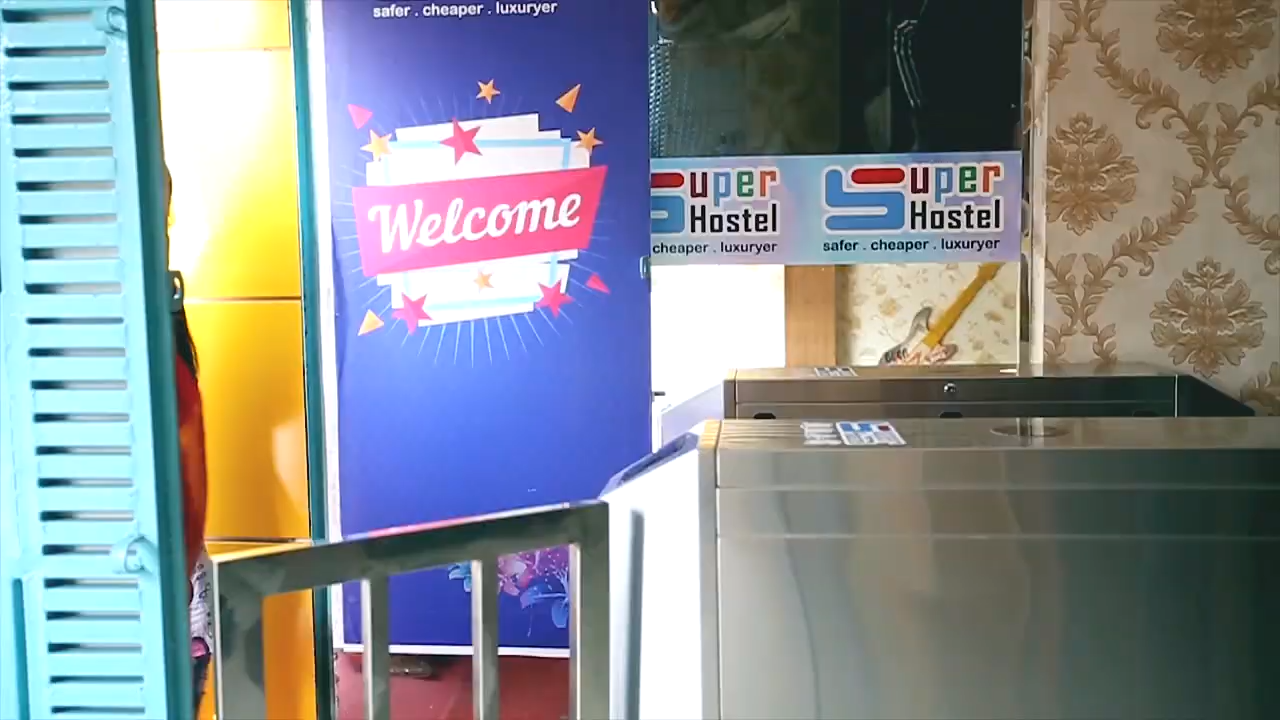 safer . cheaper . luxuryer
Welcome
Super
Hostel
cheaper . luxuryer
Super
Hostel
safer . cheaper . luxuryer